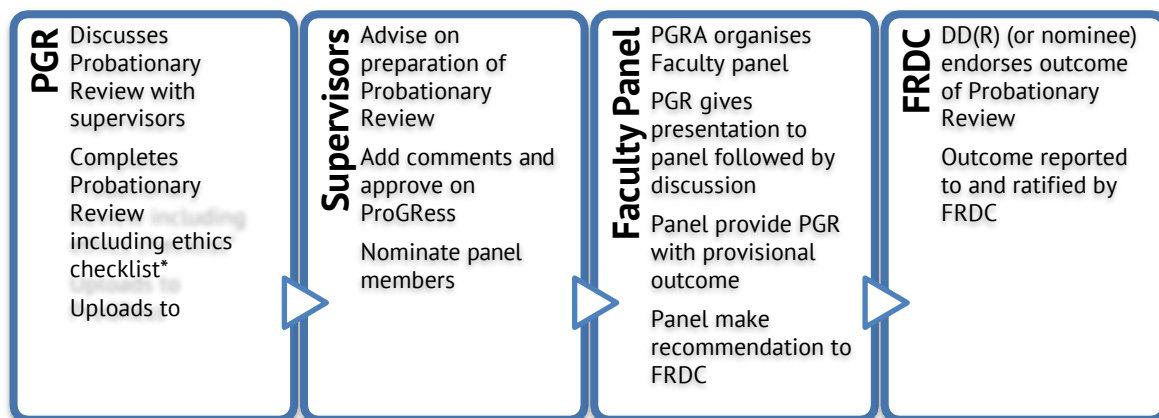 PGR
Discusses
Probationary
Review with
supervisors
Completes
Probationary
Review
including ethics
checklist*
Uploads to
Supervisors
Advise on
preparation of
Probationary
Review
Add comments and
approve on
ProGRess
Nominate panel
members
Faculty Panel
PGRA organises
Faculty panel
PGR gives
presentation to
panel followed by
discussion
Panel provide PGR
with provisional
outcome
Panel make
recommendation to
FRDC
FRDC
DD(R) (or nominee)
endorses outcome
of Probationary
Review
Outcome reported
to and ratified by
FRDC